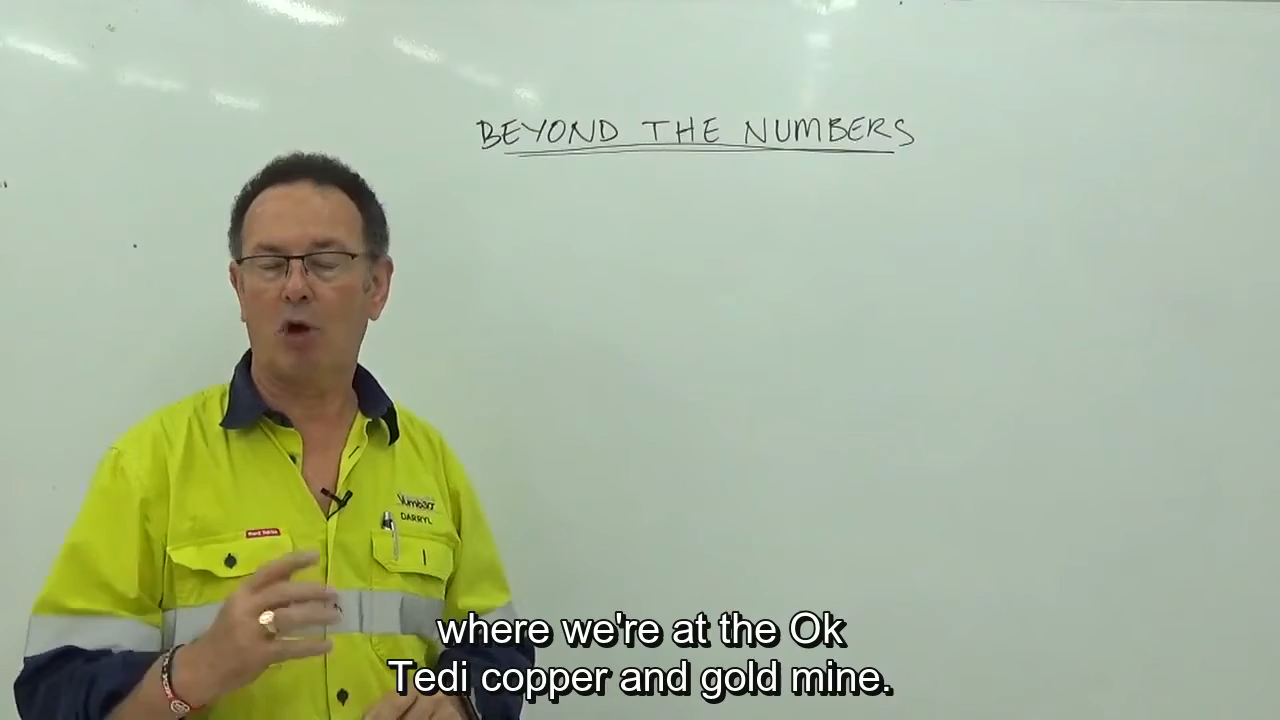 BEYOND THE NUMBERS
DARRYL
where we're at the Ok
Tedi copper and gold mine.